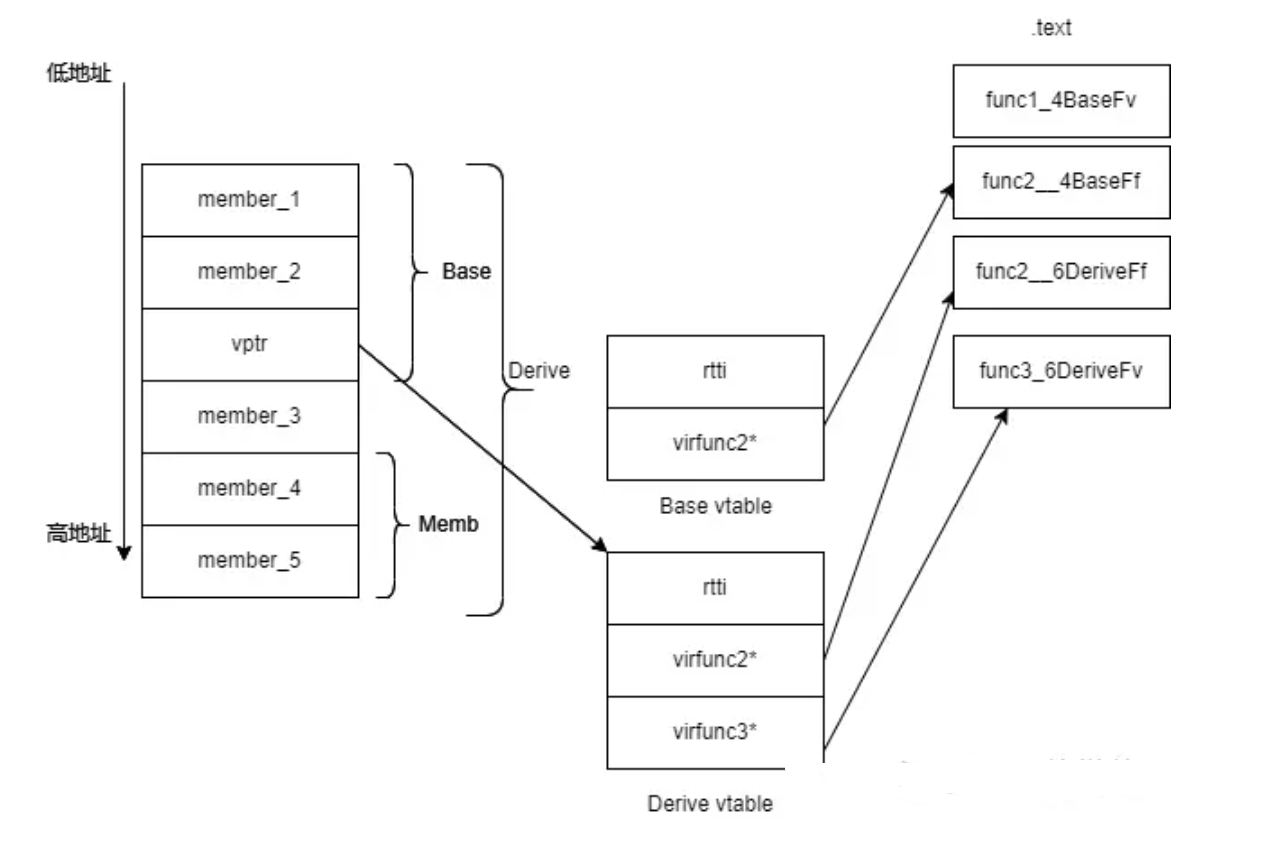 .text
低地址
func1_4BaseFv
func2__4BaseFf
func2__6DeriveFf
func3_6DeriveFv
member_1
member_2
vptr
member_3
member_4
member_5
高地址
Base
Derive
Memb
rtti
virfunc2*
Base vtable
rtti
virfunc2*
virfunc3*
Derive vtable